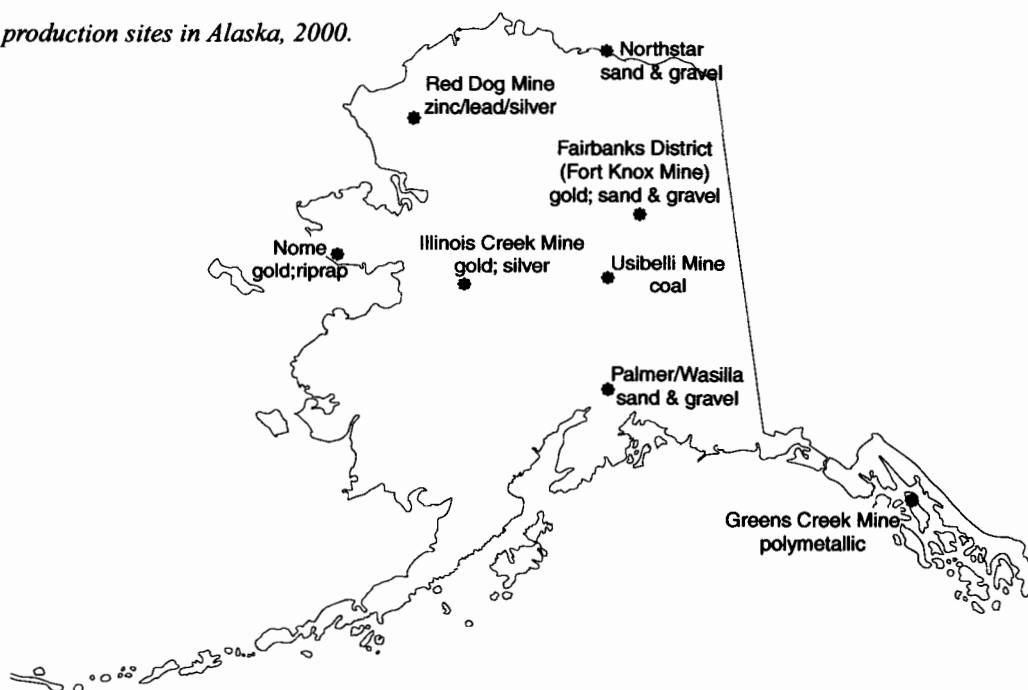 production sites in Alaska, 2000.
Northstar
sand & gravel
Red Dog Mine
zinc/lead/silver
Fairbanks District
(Fort Knox Mine)
gold; sand & gravel
Nome
gold;riprap
Illinois Creek Mine
gold; silver
Usibelli Mine
coal
Palmer/Wasilla
sand & gravel
Greens Creek Mine
polymetallic